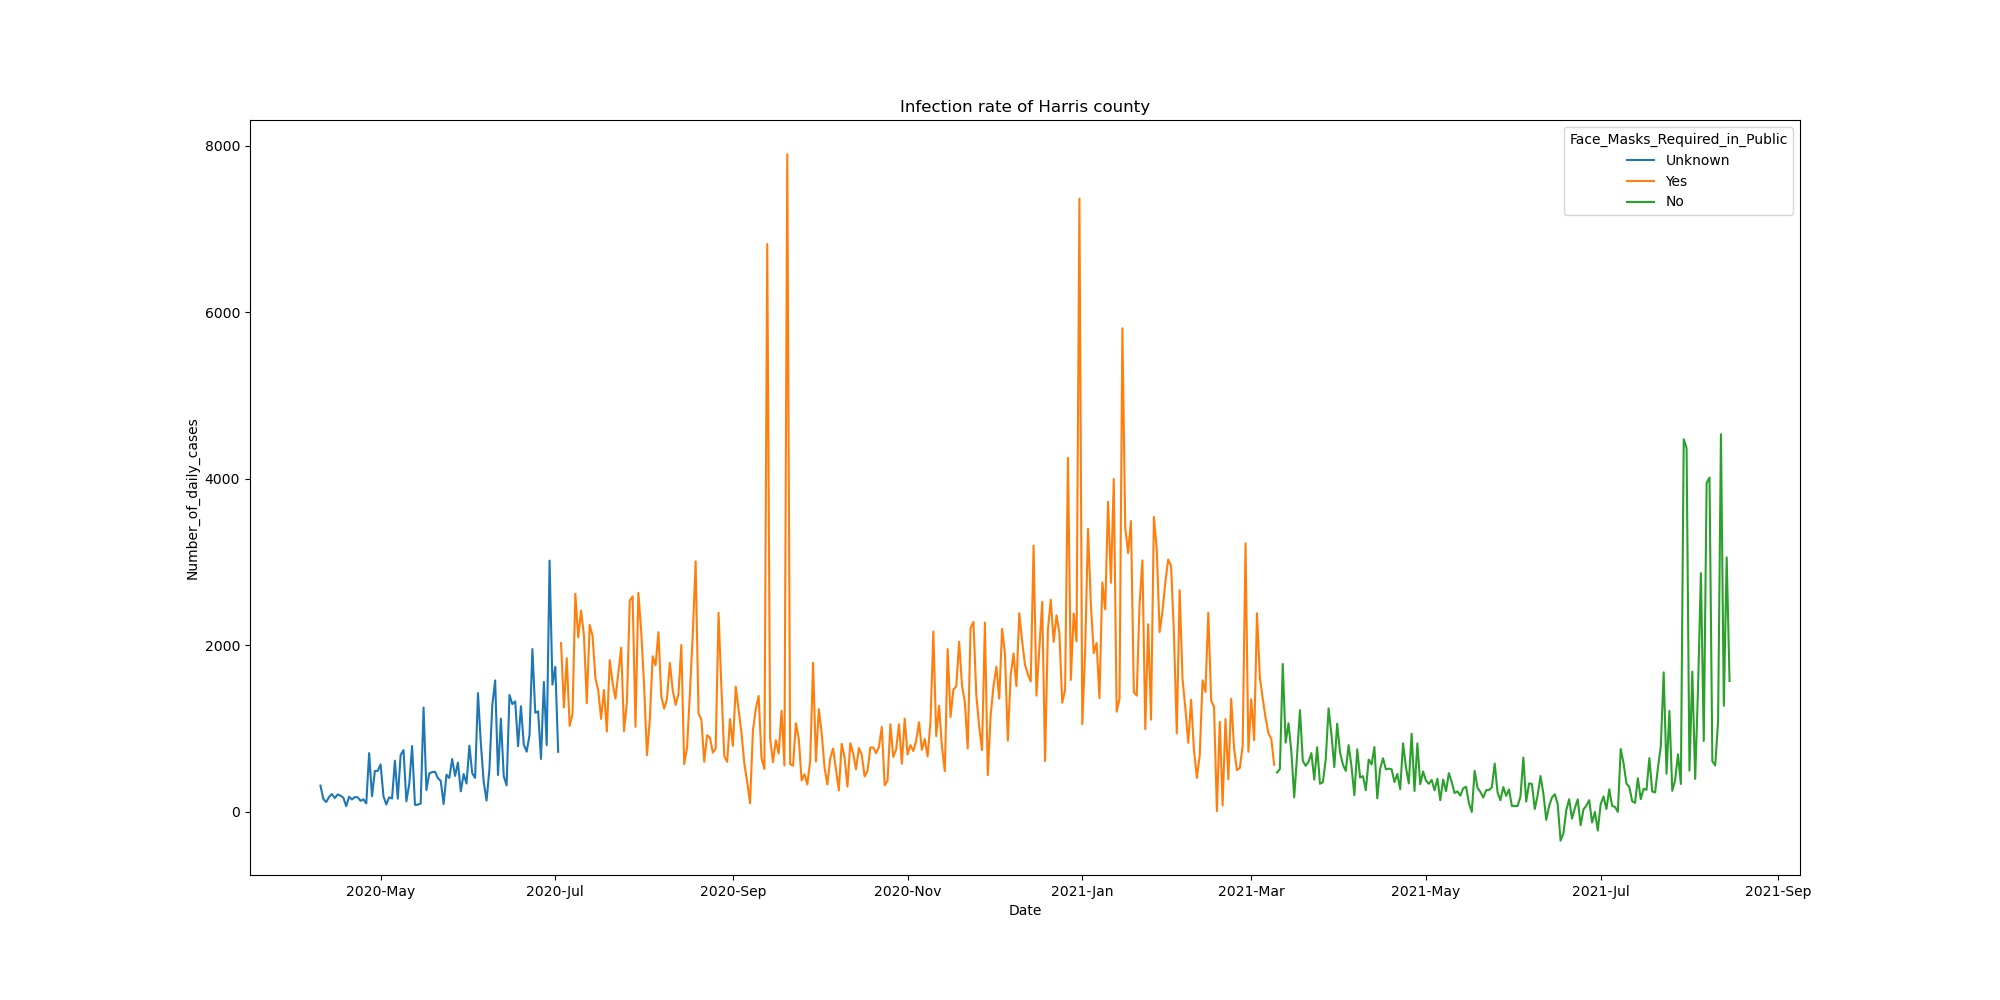 Infection rate of Harris county
Face_Masks_Required_in_Public
Unknown
Yes
No
8000
6000
4000
2000
0
Number_of_daily_cases
2020-May
2020-Jul
2020-Sep
2020-Nov
2021-Jan
2021-Mar
2021-May
2021-Jul
2021-Sep
Date